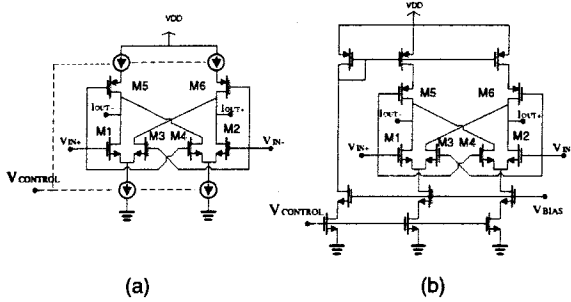 VDD
M5
M6
IOUT-
IOUT+
M1
M3
M4
M2
VIN+
VIN-
VCONTROL
(a)
VDD
M5
M6
IOUT-
IOUT+
M1
M3
M4
M2
VIN+
VIN
VCONTROL
VBIAS
(b)